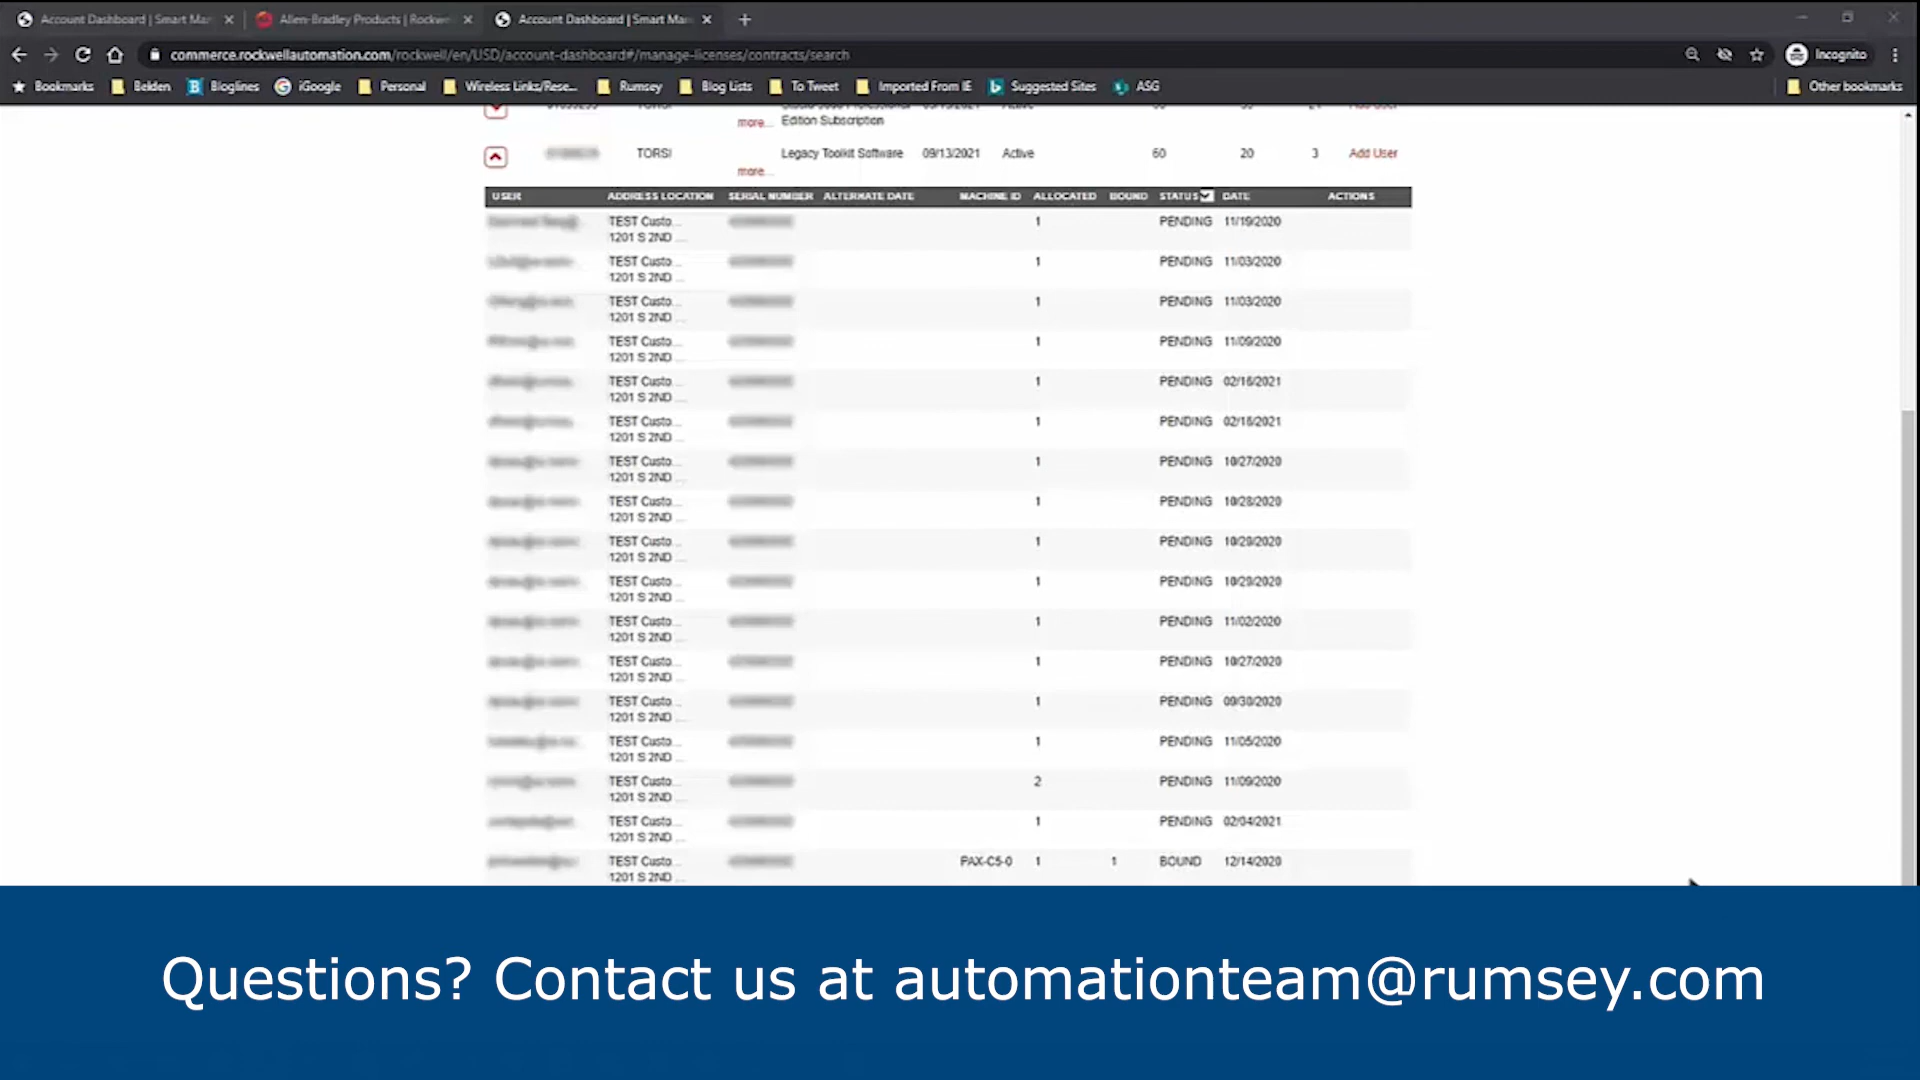 Account Dashboard | Smart Ma
Allen-Bradley Products | Rockwe
Account Dashboard | Smart Ma
commerce.rockwellautomation.com/rockwell/en/USD/account-dashboard#/manage-licenses/contracts/search
Incognito
Bookmarks Belden Bloglines iGoogle Personal Wireless Links/Rese... Rumsey Blog Lists To Tweet Imported From IE Suggested Sites ASG Other bookmarks
more... Edition Subscription
TORSI Legacy Toolkit Software 09/13/2021 Active 60 20 3 Add User
more...
USER ADDRESS LOCATION SERIAL NUMBER ALTERNATE DATE MACHINE ID ALLOCATED BOUND STATUS DATE ACTIONS
TEST Custo... 1 PENDING 11/19/2020
1201 S 2ND ...
TEST Custo... 1 PENDING 11/03/2020
1201 S 2ND ...
TEST Custo... 1 PENDING 11/03/2020
1201 S 2ND ...
TEST Custo... 1 PENDING 11/09/2020
1201 S 2ND ...
TEST Custo... 1 PENDING 02/16/2021
1201 S 2ND ...
TEST Custo... 1 PENDING 02/16/2021
1201 S 2ND ...
TEST Custo... 1 PENDING 10/27/2020
1201 S 2ND ...
TEST Custo... 1 PENDING 10/28/2020
1201 S 2ND ...
TEST Custo... 1 PENDING 10/29/2020
1201 S 2ND ...
TEST Custo... 1 PENDING 10/29/2020
1201 S 2ND ...
TEST Custo... 1 PENDING 11/02/2020
1201 S 2ND ...
TEST Custo... 1 PENDING 10/27/2020
1201 S 2ND ...
TEST Custo... 1 PENDING 09/30/2020
1201 S 2ND ...
TEST Custo... 1 PENDING 11/05/2020
1201 S 2ND ...
TEST Custo... 2 PENDING 11/09/2020
1201 S 2ND ...
TEST Custo... 1 PENDING 02/04/2021
1201 S 2ND ...
TEST Custo... PAX-C5-0 1 1 BOUND 12/14/2020
1201 S 2ND ...
Questions? Contact us at automationteam@rumsey.com